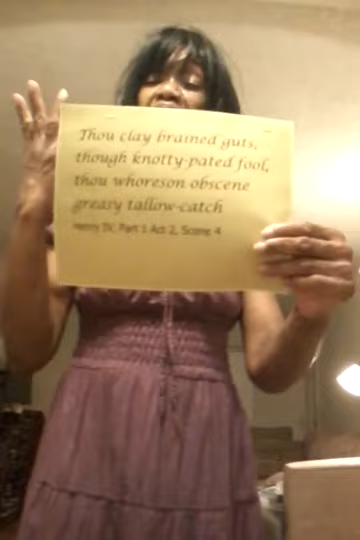 Thou clay brained guts,
though knotty-pated fool,
thou whoreson obscene
greasy tallow-catch
Henry IV, Part 1 Act 2, Scene 4